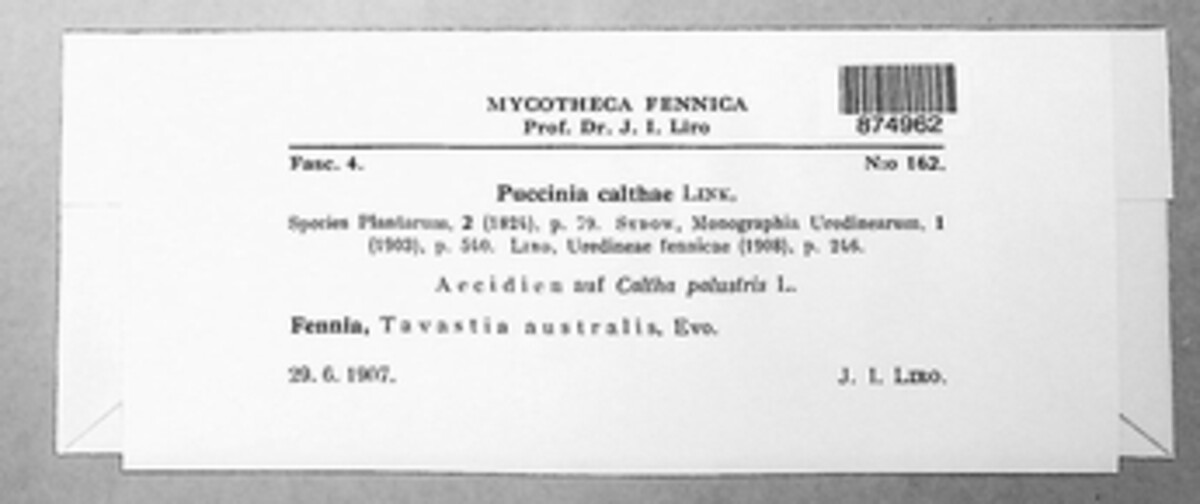 MYCOTHECA FENNICA
Prof. Dr. J. I. Liro
874962
Fasc. 4. N:o 162.
Puccinia calthae LINK.
Species Plantarum, 2 (1824), p. 79. SYDOW, Monographia Uredinearum, 1
(1903), p. 540. LIRO, Uredineae fennicae (1908), p. 246.
Aecidien auf Caltha palustris L.
Fennia, Tavastia australis, Evo.
29. 6. 1907. J. I. LIRO.